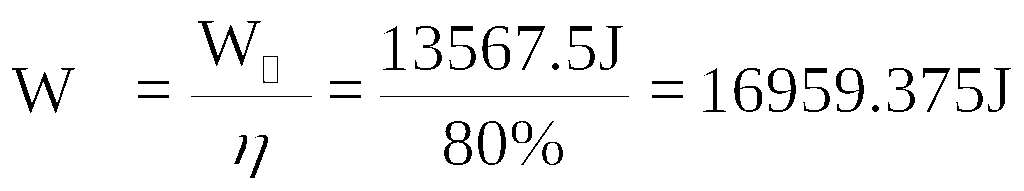 W = W▯/η = 13567.5J/80% = 16959.375J